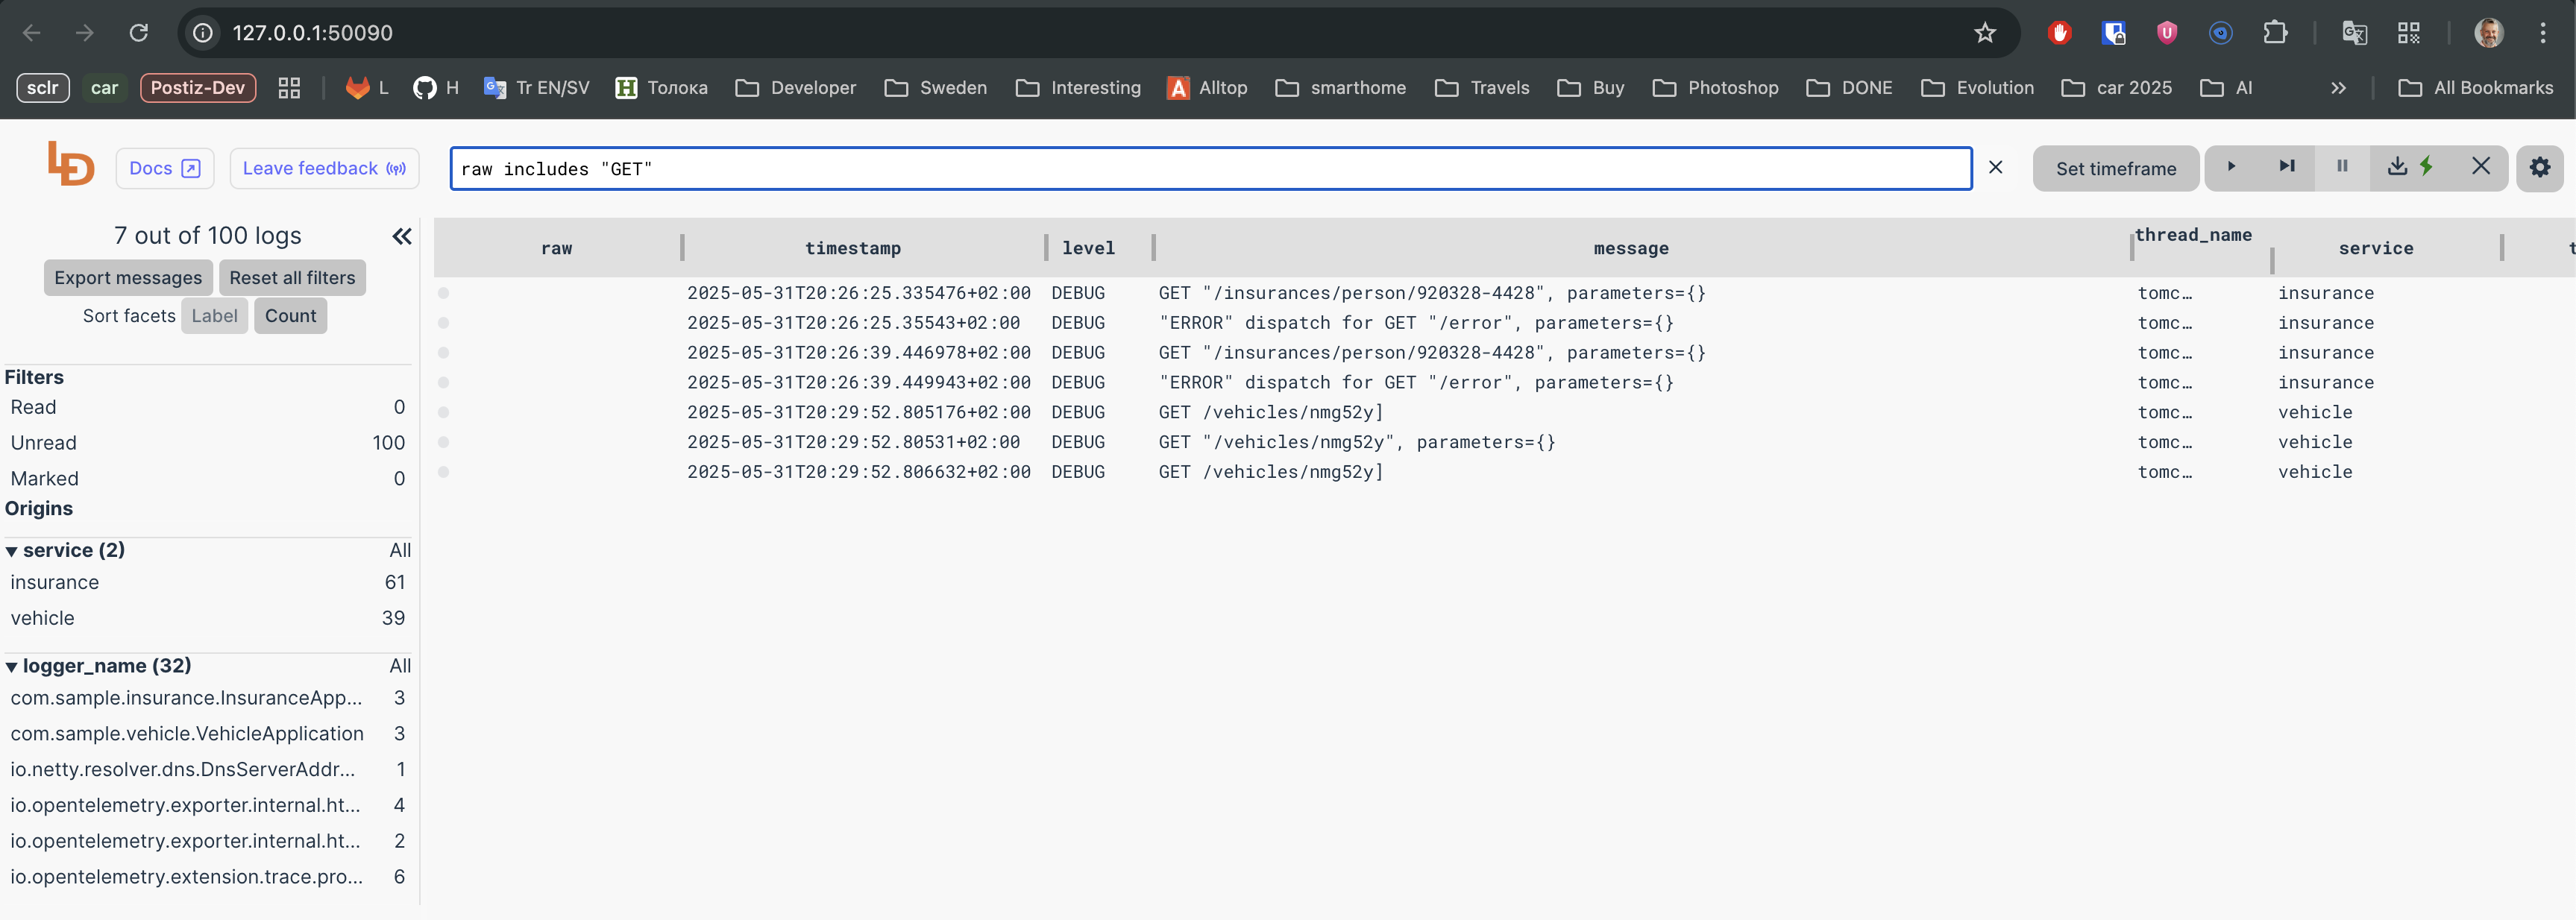 127.0.0.1:50090
sclr car Postiz-Dev L H Tr EN/SV Толока Developer Sweden Interesting Alltop smarthome Travels Buy Photoshop DONE Evolution car 2025 AI » All Bookmarks
LD Docs Leave feedback raw includes "GET" Set timeframe
7 out of 100 logs
Export messages Reset all filters
Sort facets Label Count
Filters
Read 0
Unread 100
Marked 0
Origins
service (2) All
insurance 61
vehicle 39
logger_name (32) All
com.sample.insurance.InsuranceApp... 3
com.sample.vehicle.VehicleApplication 3
io.netty.resolver.dns.DnsServerAddr... 1
io.opentelemetry.exporter.internal.ht... 4
io.opentelemetry.exporter.internal.ht... 2
io.opentelemetry.extension.trace.pro... 6
raw timestamp level message thread_name service t
2025-05-31T20:26:25.335476+02:00 DEBUG GET "/insurances/person/920328-4428", parameters={} tomc… insurance
2025-05-31T20:26:25.35543+02:00 DEBUG "ERROR" dispatch for GET "/error", parameters={} tomc… insurance
2025-05-31T20:26:39.446978+02:00 DEBUG GET "/insurances/person/920328-4428", parameters={} tomc… insurance
2025-05-31T20:26:39.449943+02:00 DEBUG "ERROR" dispatch for GET "/error", parameters={} tomc… insurance
2025-05-31T20:29:52.805176+02:00 DEBUG GET /vehicles/nmg52y] tomc… vehicle
2025-05-31T20:29:52.80531+02:00 DEBUG GET "/vehicles/nmg52y", parameters={} tomc… vehicle
2025-05-31T20:29:52.806632+02:00 DEBUG GET /vehicles/nmg52y] tomc… vehicle